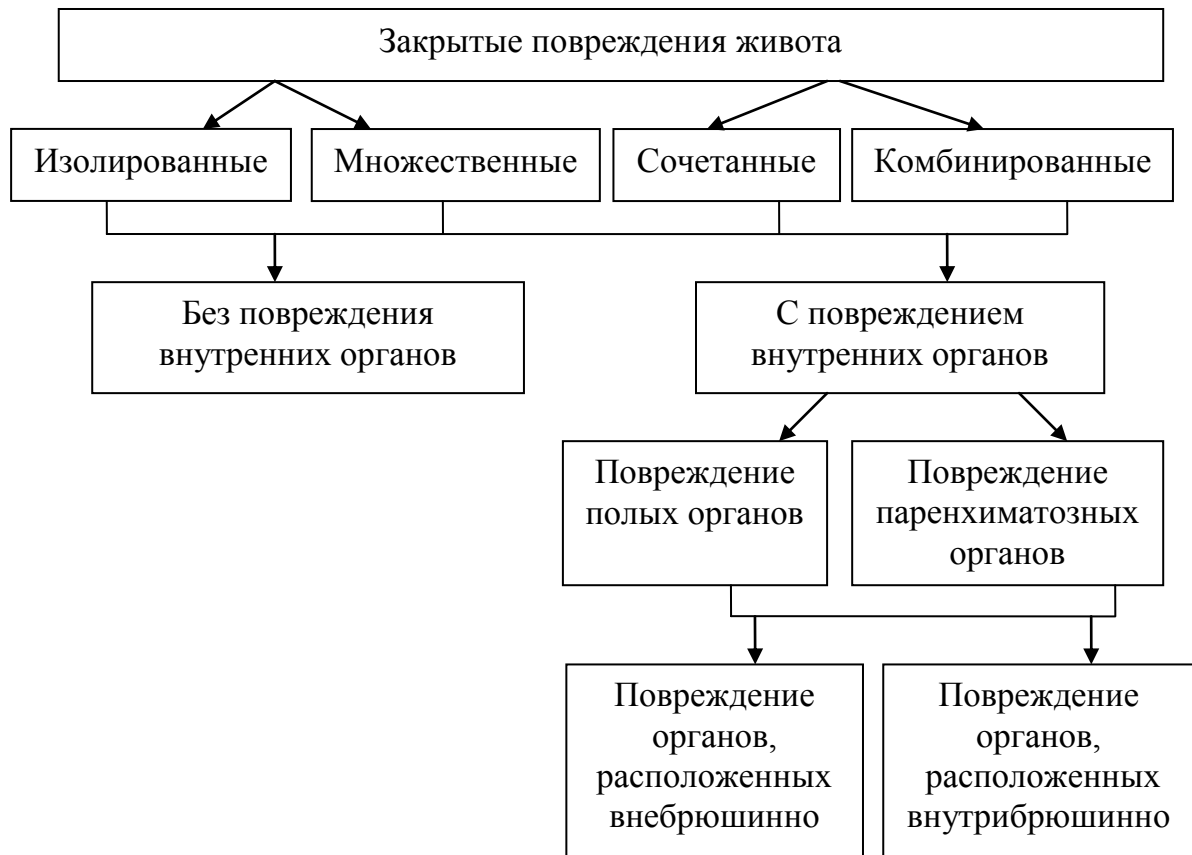 Закрытые повреждения живота
Изолированные
Множественные
Сочетанные
Комбинированные
Без повреждения
внутренних органов
С повреждением
внутренних органов
Повреждение
полых органов
Повреждение
паренхиматозных
органов
Повреждение
органов,
расположенных
внебрюшинно
Повреждение
органов,
расположенных
внутрибрюшинно